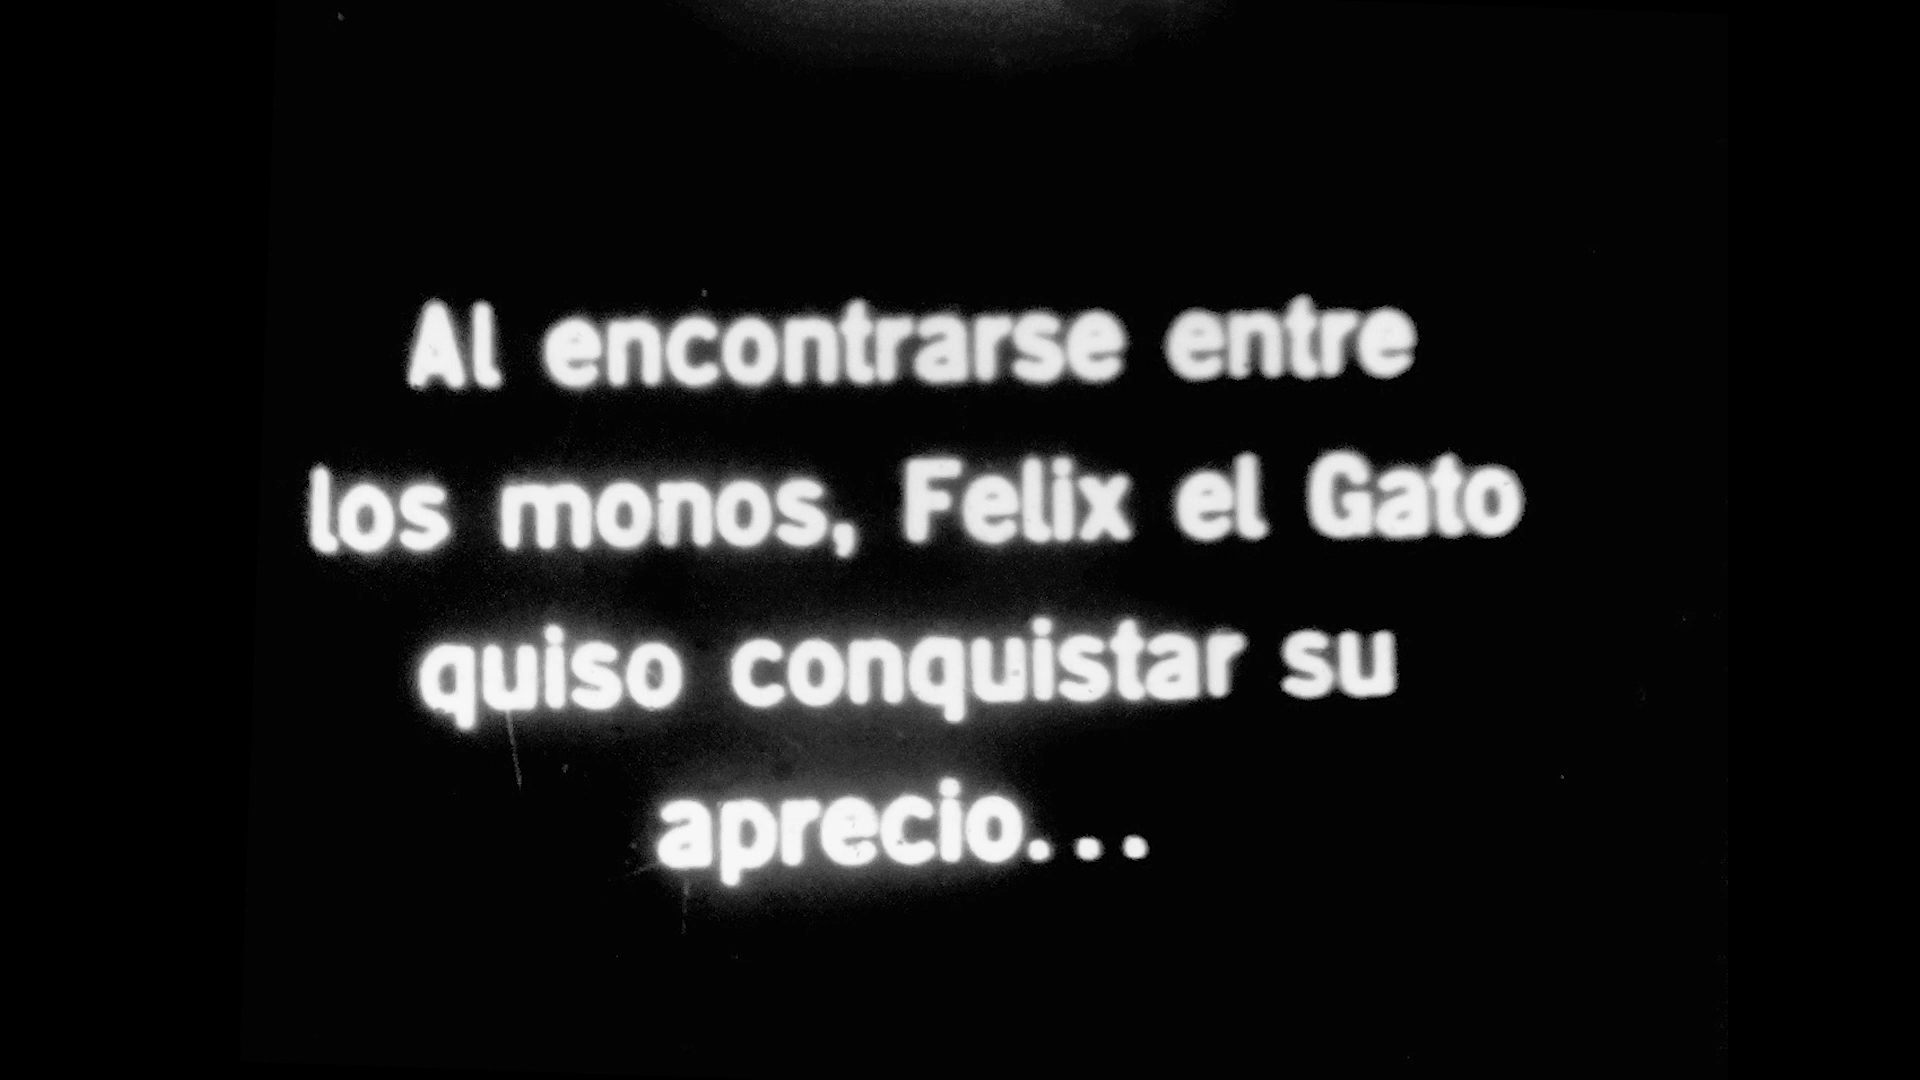 Al encontrarse entre
los monos, Felix el Gato
quiso conquistar su
aprecio...